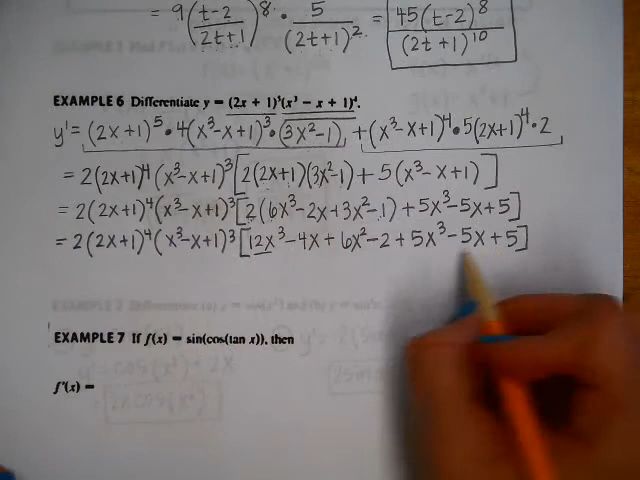 = 9(t-2/2t+1)^8 • 5/(2t+1)^2 = 45(t-2)^8/(2t+1)^10
EXAMPLE 6 Differentiate y = (2x + 1)^5(x^3 − x + 1)^4.
y' = (2x+1)^5 • 4(x^3-x+1)^3 • (3x^2-1) + (x^3-x+1)^4 • 5(2x+1)^4 • 2
= 2(2x+1)^4 (x^3-x+1)^3 [2(2x+1)(3x^2-1) + 5(x^3-x+1)]
= 2(2x+1)^4 (x^3-x+1)^3 [2(6x^3-2x+3x^2-1) + 5x^3-5x+5]
= 2(2x+1)^4 (x^3-x+1)^3 [12x^3-4x+6x^2-2+5x^3-5x+5]
EXAMPLE 7 If f(x) = sin(cos(tan x)), then
f'(x) =